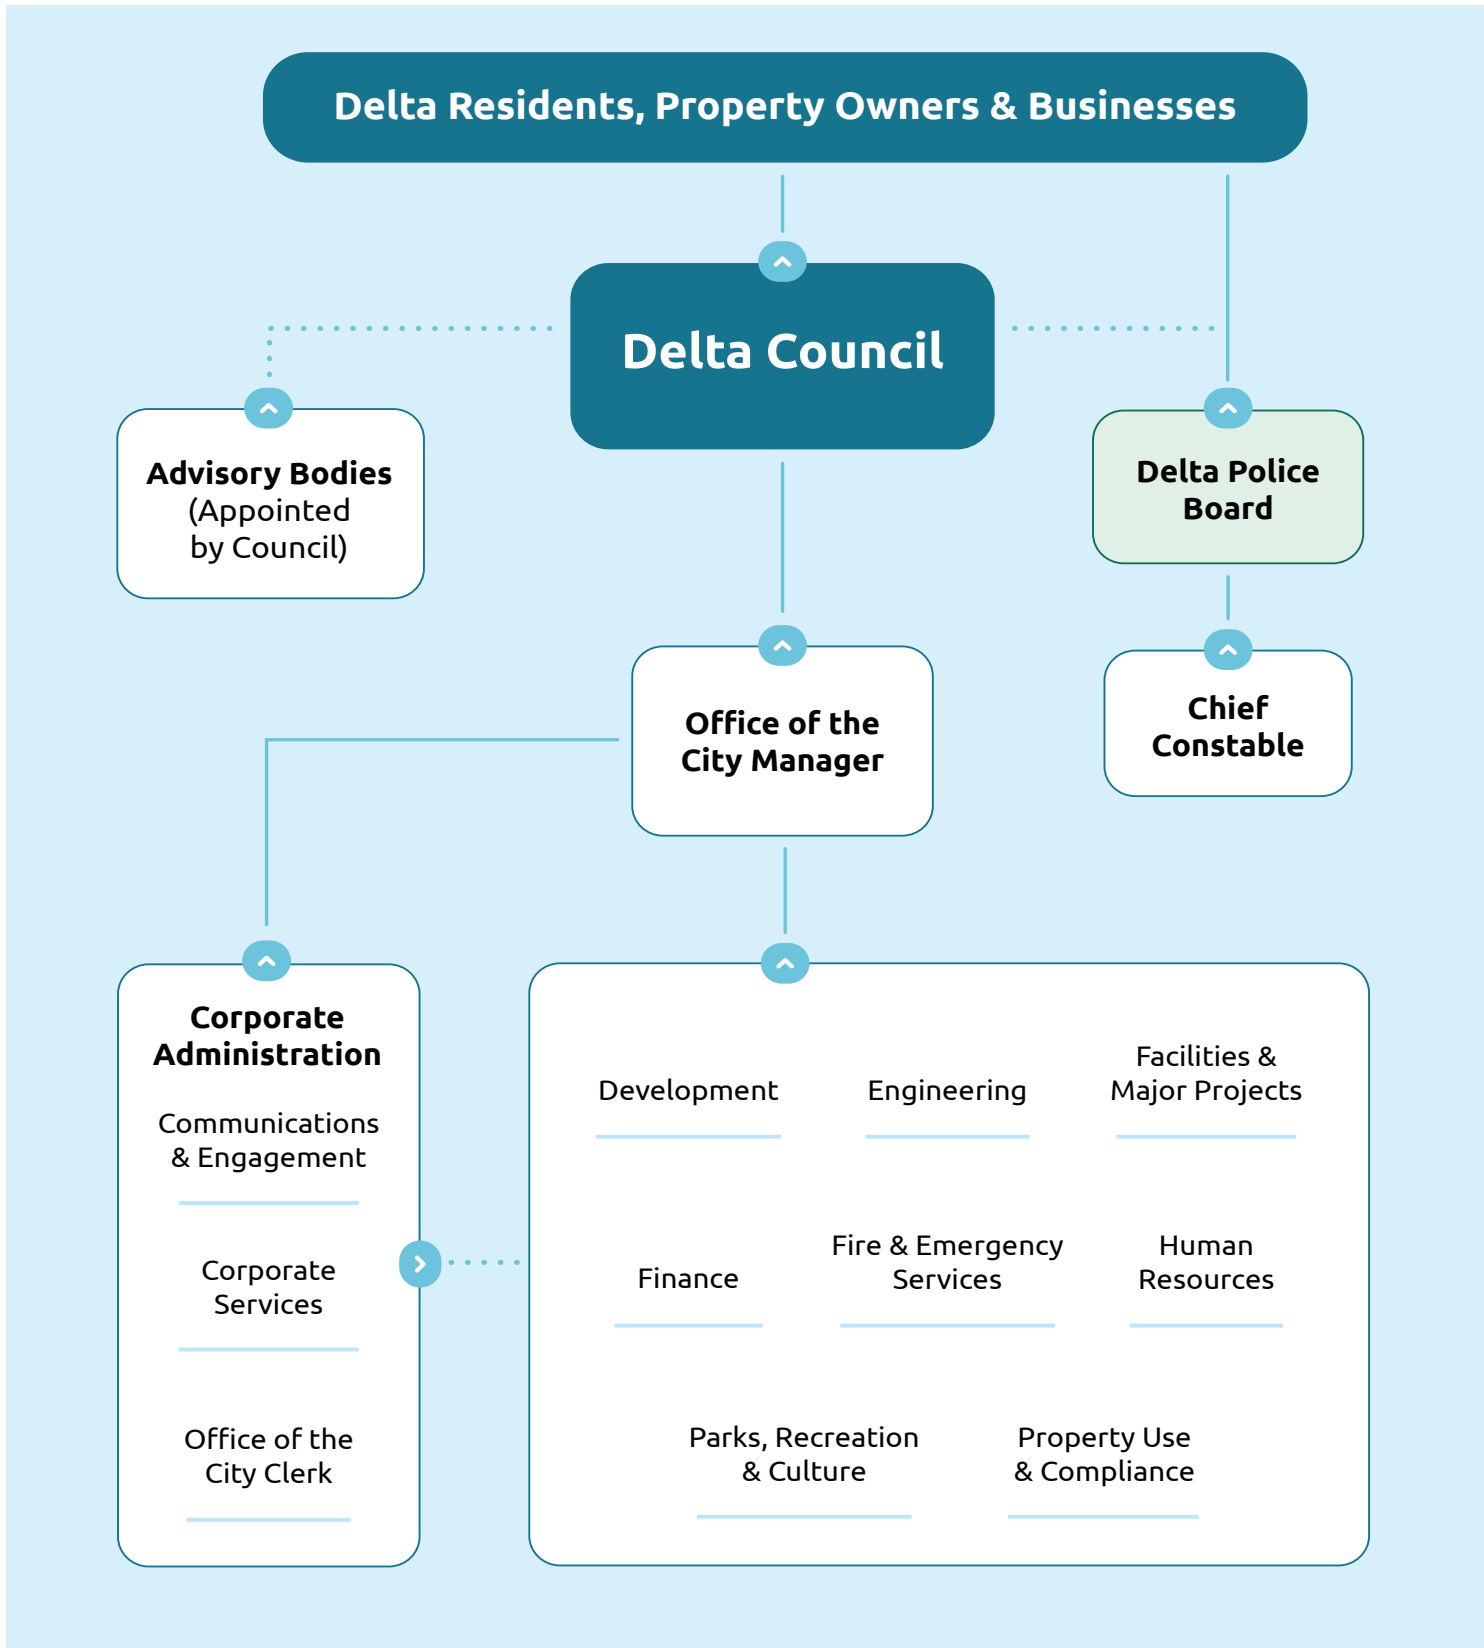 Delta Residents, Property Owners & Businesses
Delta Council
Advisory Bodies
(Appointed
by Council)
Delta Police
Board
Office of the
City Manager
Chief
Constable
Corporate
Administration
Communications
& Engagement
Corporate
Services
Office of the
City Clerk
Development
Engineering
Facilities &
Major Projects
Finance
Fire & Emergency
Services
Human
Resources
Parks, Recreation
& Culture
Property Use
& Compliance